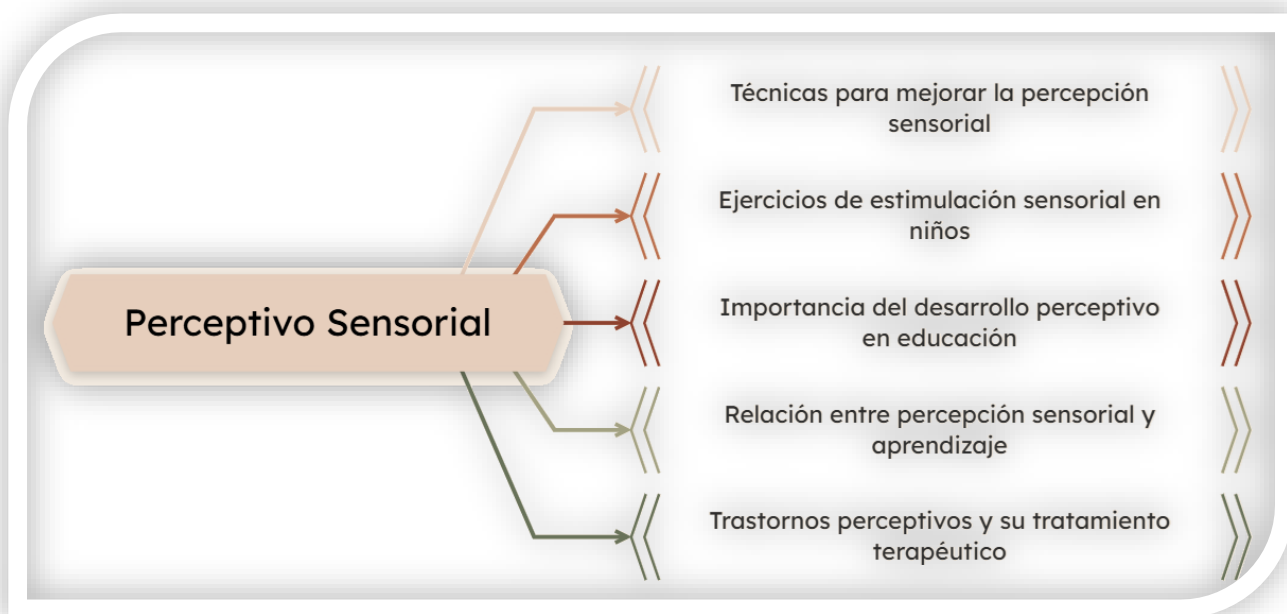 Técnicas para mejorar la percepción
sensorial
Ejercicios de estimulación sensorial en
niños
Perceptivo Sensorial
Importancia del desarrollo perceptivo
en educación
Relación entre percepción sensorial y
aprendizaje
Trastornos perceptivos y su tratamiento
terapéutico